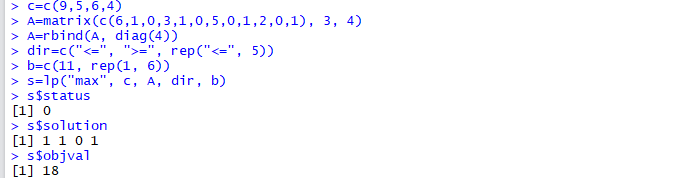 > c=c(9,5,6,4)
> A=matrix(c(6,1,0,3,1,0,5,0,1,2,0,1), 3, 4)
> A=rbind(A, diag(4))
> dir=c("<=", ">=", rep("<=", 5))
> b=c(11, rep(1, 6))
> s=lp("max", c, A, dir, b)
> s$status
[1] 0
> s$solution
[1] 1 1 0 1
> s$objval
[1] 18